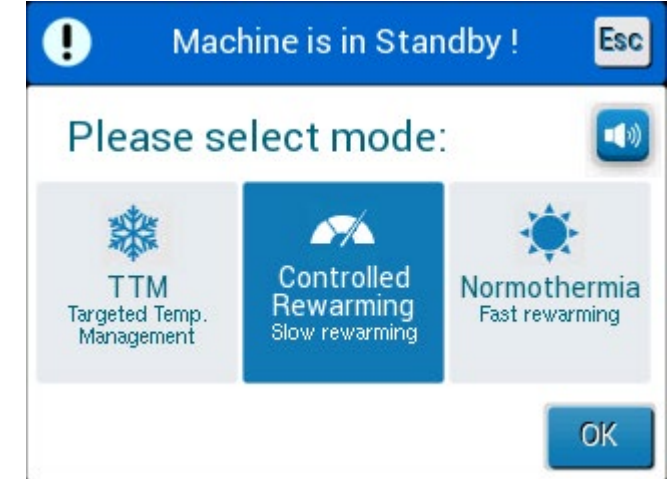 Machine is in Standby !
Esc
Please select mode:
TTM
Targeted Temp.
Management
Controlled
Rewarming
Slow rewarming
Normothermia
Fast rewarming
OK